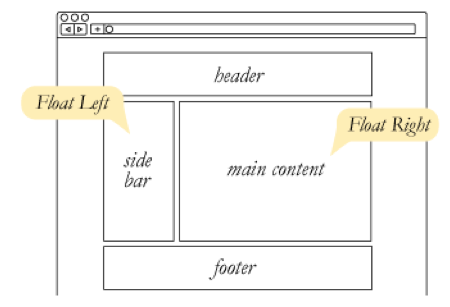 header
Float Left
Float Right
side
bar
main content
footer